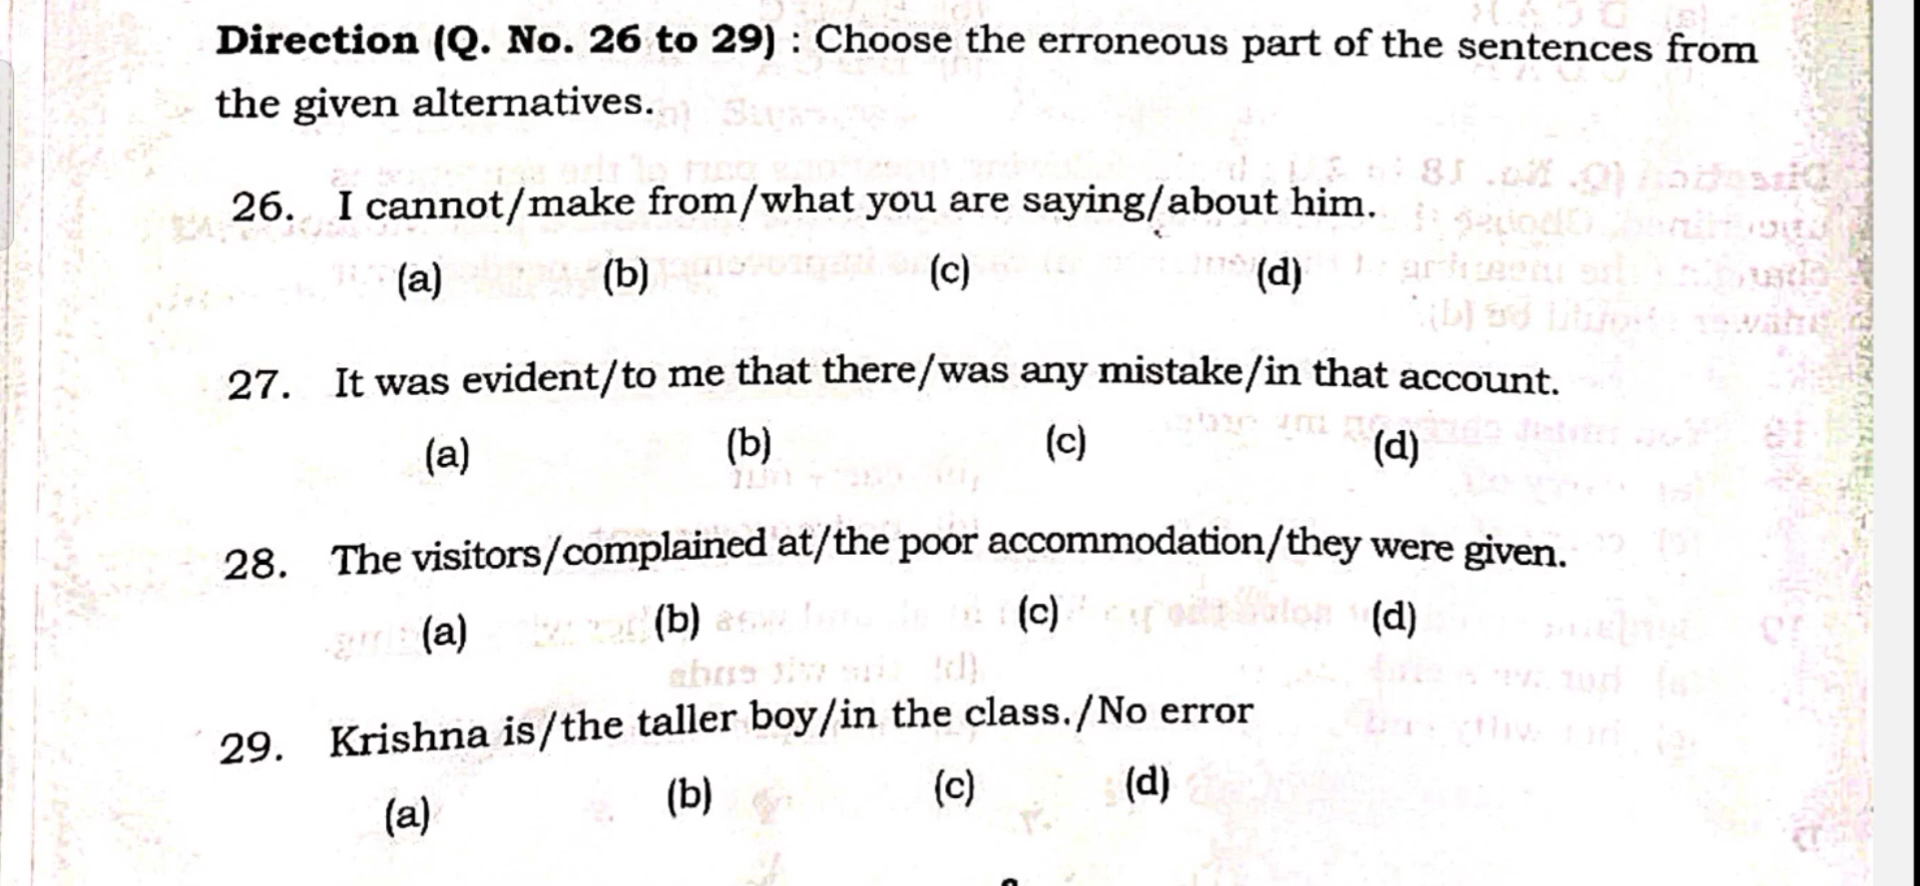 Direction (Q. No. 26 to 29) : Choose the erroneous part of the sentences from
the given alternatives.
26. I cannot/make from/what you are saying/about him.
(a) (b) (c) (d)
27. It was evident/to me that there/was any mistake/in that account.
(a) (b) (c) (d)
28. The visitors/complained at/the poor accommodation/they were given.
(a) (b) (c) (d)
29. Krishna is/the taller boy/in the class./No error
(a) (b) (c) (d)